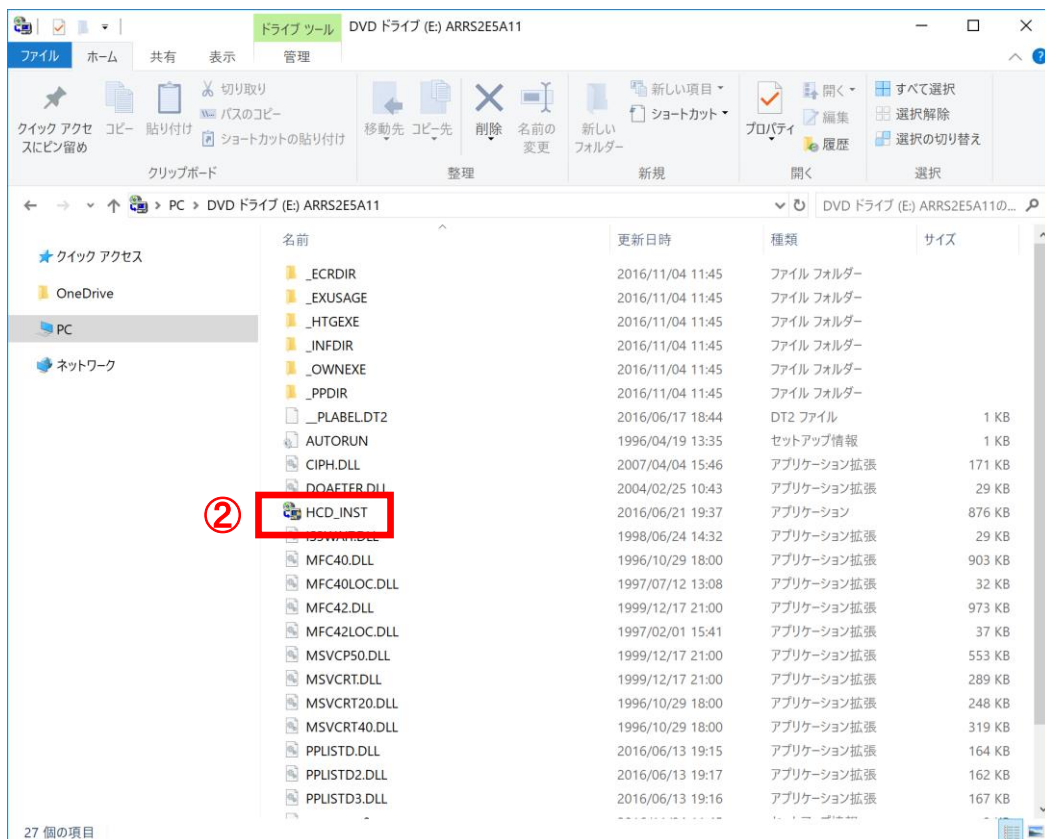 ドライブ ツール DVD ドライブ (E:) ARRS2E5A11
ファイル ホーム 共有 表示 管理
クイック アクセスにピン留め コピー 貼り付け 切り取り パスのコピー ショートカットの貼り付け 移動先 コピー先 削除 名前の変更 新しいフォルダー 新しい項目 ショートカット プロパティ 開く 編集 履歴 すべて選択 選択解除 選択の切り替え
クリップボード 整理 新規 開く 選択
PC > DVD ドライブ (E:) ARRS2E5A11 DVD ドライブ (E:) ARRS2E5A11の...
クイック アクセス
OneDrive
PC
ネットワーク
名前 更新日時 種類 サイズ
_ECRDIR 2016/11/04 11:45 ファイル フォルダー
_EXUSAGE 2016/11/04 11:45 ファイル フォルダー
_HTGEXE 2016/11/04 11:45 ファイル フォルダー
_INFDIR 2016/11/04 11:45 ファイル フォルダー
_OWNEXE 2016/11/04 11:45 ファイル フォルダー
_PPDIR 2016/11/04 11:45 ファイル フォルダー
__PLABEL.DT2 2016/06/17 18:44 DT2 ファイル 1 KB
AUTORUN 1996/04/19 13:35 セットアップ情報 1 KB
CIPH.DLL 2007/04/04 15:46 アプリケーション拡張 171 KB
DOAFTER.DLL 2004/02/25 10:43 アプリケーション拡張 29 KB
② HCD_INST 2016/06/21 19:37 アプリケーション 876 KB
ISSWAIT.DLL 1998/06/24 14:32 アプリケーション拡張 29 KB
MFC40.DLL 1996/10/29 18:00 アプリケーション拡張 903 KB
MFC40LOC.DLL 1997/07/12 13:08 アプリケーション拡張 32 KB
MFC42.DLL 1999/12/17 21:00 アプリケーション拡張 973 KB
MFC42LOC.DLL 1997/02/01 15:41 アプリケーション拡張 37 KB
MSVCP50.DLL 1999/12/17 21:00 アプリケーション拡張 553 KB
MSVCRT.DLL 1999/12/17 21:00 アプリケーション拡張 289 KB
MSVCRT20.DLL 1996/10/29 18:00 アプリケーション拡張 248 KB
MSVCRT40.DLL 1996/10/29 18:00 アプリケーション拡張 319 KB
PPLISTD.DLL 2016/06/13 19:15 アプリケーション拡張 164 KB
PPLISTD2.DLL 2016/06/13 19:17 アプリケーション拡張 162 KB
PPLISTD3.DLL 2016/06/13 19:16 アプリケーション拡張 167 KB
27 個の項目